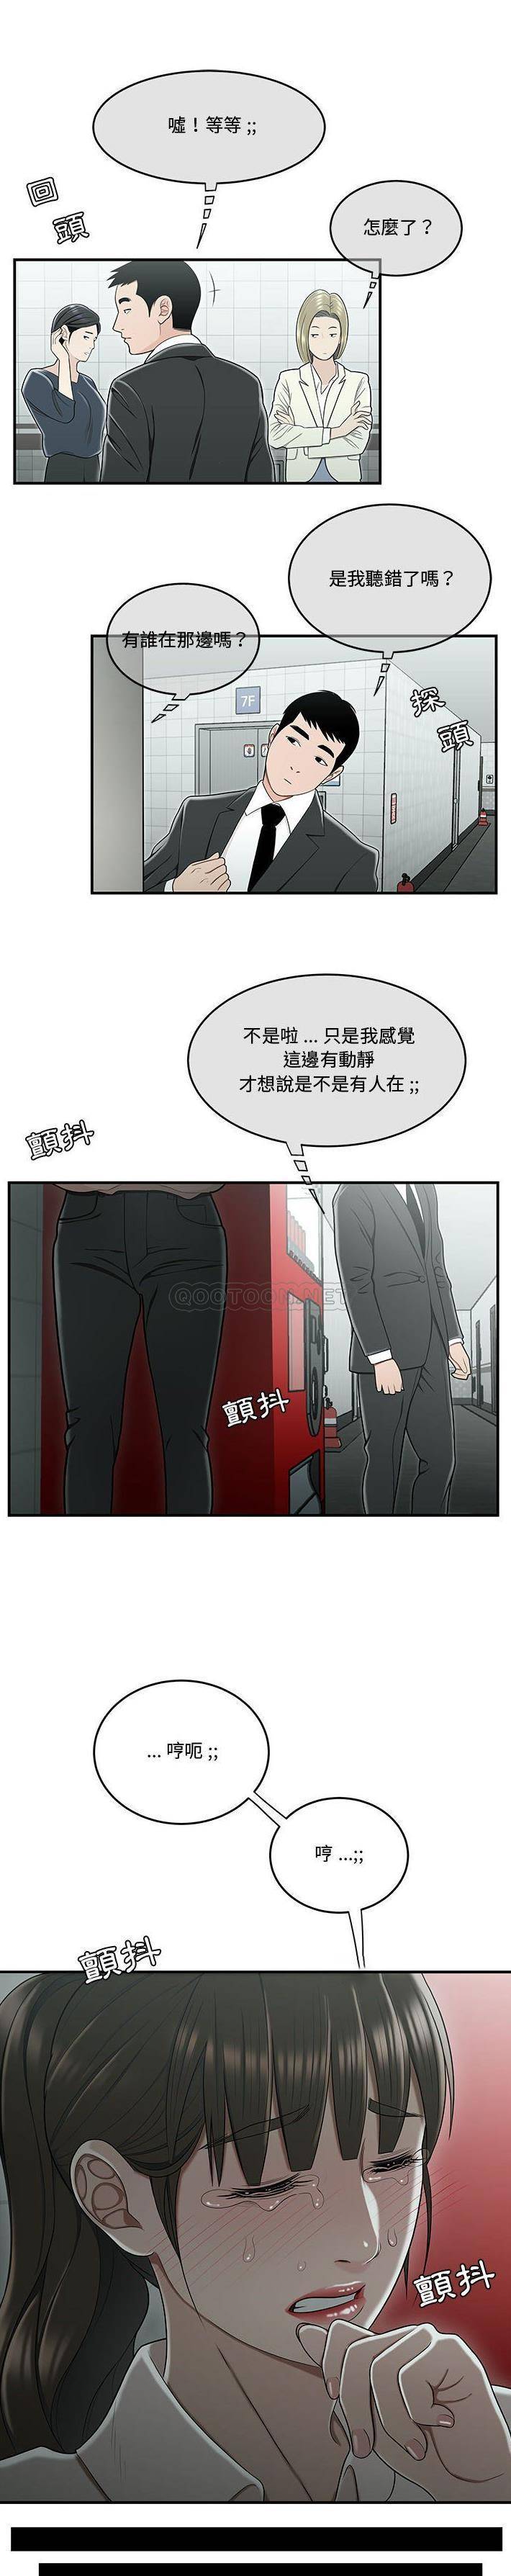 噓！等等 ;;
回
頭
怎麼了？
是我聽錯了嗎？
有誰在那邊嗎？
7F
探
頭
不是啦 ... 只是我感覺
這邊有動靜
才想說是不是有人在 ;;
顫抖
QOOTOON.NET
顫抖
... 哼呃 ;;
哼 ...;;
顫抖
顫抖